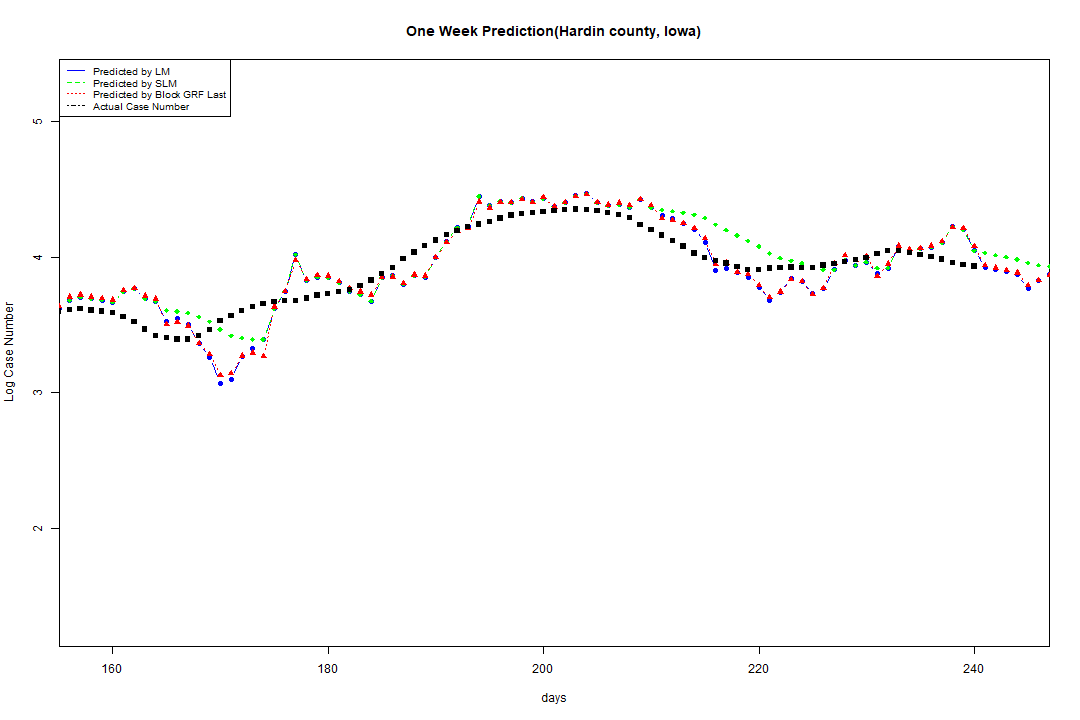 One Week Prediction(Hardin county, Iowa)
Predicted by LM
Predicted by SLM
Predicted by Block GRF Last
Actual Case Number
5
4
3
2
Log Case Number
160
180
200
220
240
days